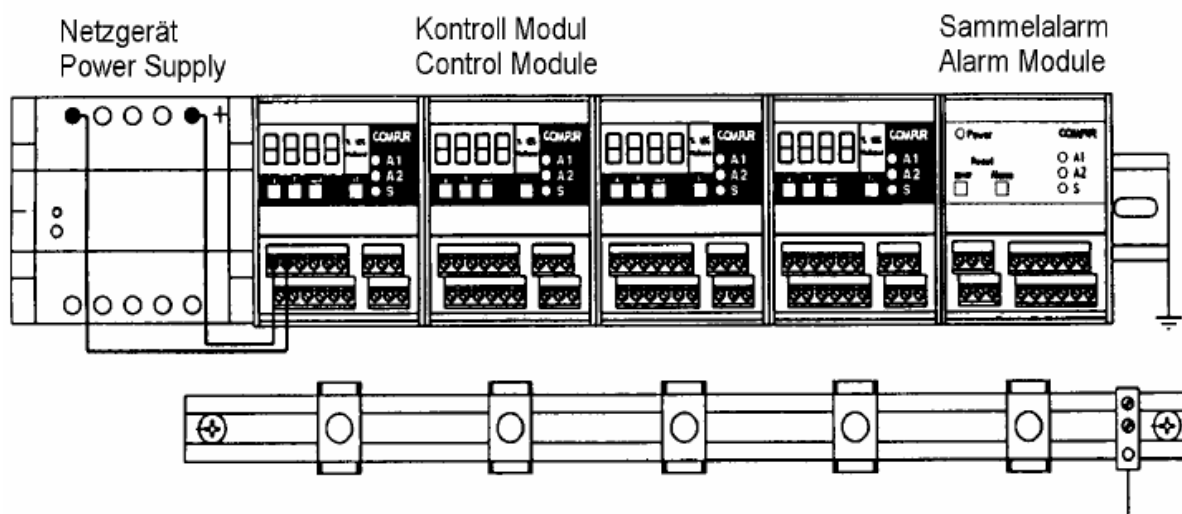 Netzgerät
Power Supply
Kontroll Modul
Control Module
Sammelalarm
Alarm Module
+
COMPUR
A1
A2
S
COMPUR
A1
A2
S
COMPUR
A1
A2
S
COMPUR
A1
A2
S
Power
COMPUR
Reset
Alarm
A1
A2
S